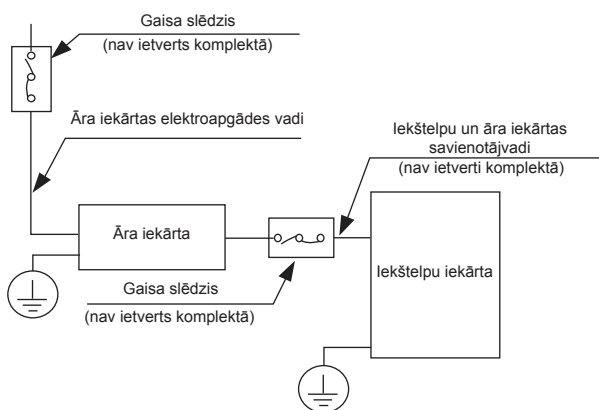 Gaisa slēdzis
(nav ietverts komplektā)
Āra iekārtas elektroapgādes vadi
Iekštelpu un āra iekārtas
savienotājvadi
(nav ietverti komplektā)
Āra iekārta
Iekštelpu iekārta
Gaisa slēdzis
(nav ietverts komplektā)